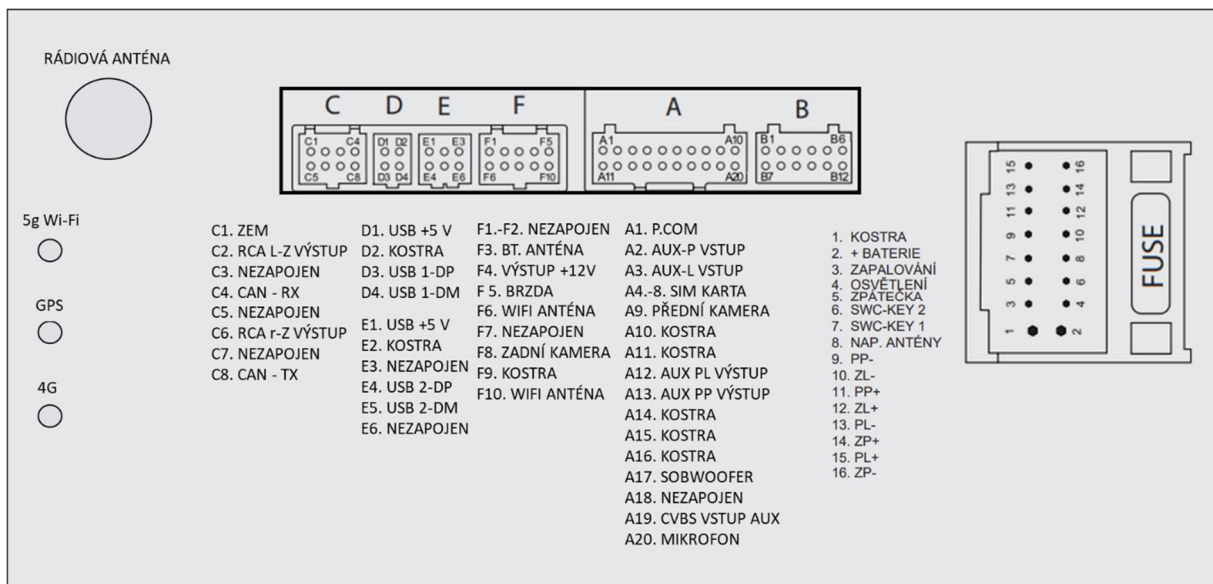 RÁDIOVÁ ANTÉNA
C D E F A B
C1 C4 D1 D2 E1 E3 F1 F5 A1 A10 B1 B6
C5 C8 D3 D4 E4 E6 F6 F10 A11 A20 B7 B12
5g Wi-Fi
GPS
4G
C1. ZEM
C2. RCA L-Z VÝSTUP
C3. NEZAPOJEN
C4. CAN - RX
C5. NEZAPOJEN
C6. RCA r-Z VÝSTUP
C7. NEZAPOJEN
C8. CAN - TX
D1. USB +5 V
D2. KOSTRA
D3. USB 1-DP
D4. USB 1-DM
E1. USB +5 V
E2. KOSTRA
E3. NEZAPOJEN
E4. USB 2-DP
E5. USB 2-DM
E6. NEZAPOJEN
F1.-F2. NEZAPOJEN
F3. BT. ANTÉNA
F4. VÝSTUP +12V
F 5. BRZDA
F6. WIFI ANTÉNA
F7. NEZAPOJEN
F8. ZADNÍ KAMERA
F9. KOSTRA
F10. WIFI ANTÉNA
A1. P.COM
A2. AUX-P VSTUP
A3. AUX-L VSTUP
A4.-8. SIM KARTA
A9. PŘEDNÍ KAMERA
A10. KOSTRA
A11. KOSTRA
A12. AUX PL VÝSTUP
A13. AUX PP VÝSTUP
A14. KOSTRA
A15. KOSTRA
A16. KOSTRA
A17. SOBWOOFER
A18. NEZAPOJEN
A19. CVBS VSTUP AUX
A20. MIKROFON
1. KOSTRA
2. + BATERIE
3. ZAPALOVÁNÍ
4. OSVĚTLENÍ
5. ZPÁTEČKA
6. SWC-KEY 2
7. SWC-KEY 1
8. NAP. ANTÉNY
9. PP-
10. ZL-
11. PP+
12. ZL+
13. PL-
14. ZP+
15. PL+
16. ZP-
15 16
13 14
11 12
9 10
7 8
5 6
3 4
1 2
FUSE